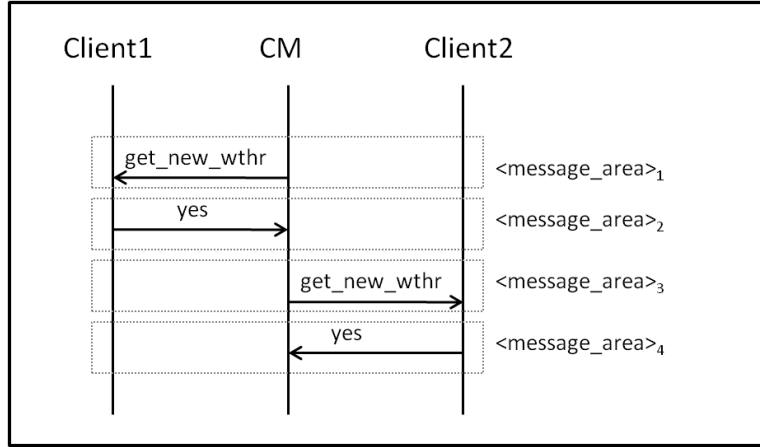 Client1 CM Client2
get_new_wthr <message_area>1
yes <message_area>2
get_new_wthr <message_area>3
yes <message_area>4